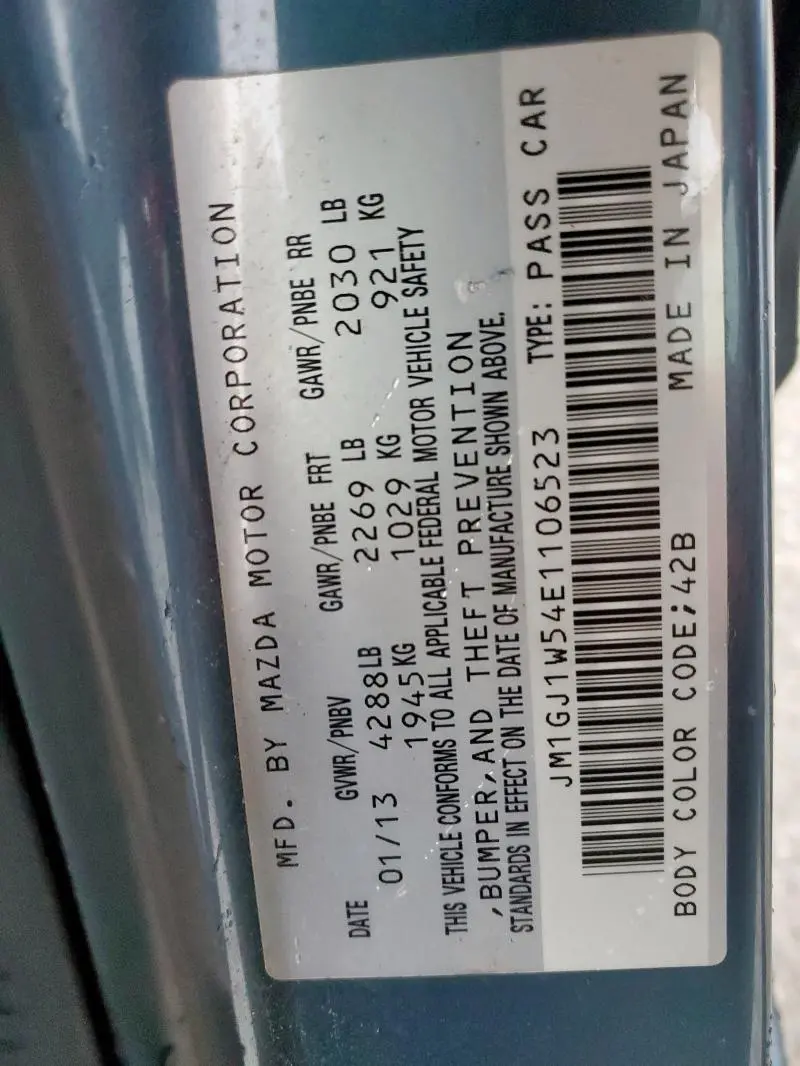 MFD. BY MAZDA MOTOR CORPORATION
DATE GVWR/PNBV GAWR/PNBE FRT GAWR/PNBE RR
01/13 4288LB 2269 LB 2030 LB
1945KG 1029 KG 921 KG
THIS VEHICLE CONFORMS TO ALL APPLICABLE FEDERAL MOTOR VEHICLE SAFETY
,BUMPER,AND THEFT PREVENTION
STANDARDS IN EFFECT ON THE DATE OF MANUFACTURE SHOWN ABOVE.
JM1GJ1W54E1106523 TYPE: PASS CAR
BODY COLOR CODE;42B MADE IN JAPAN